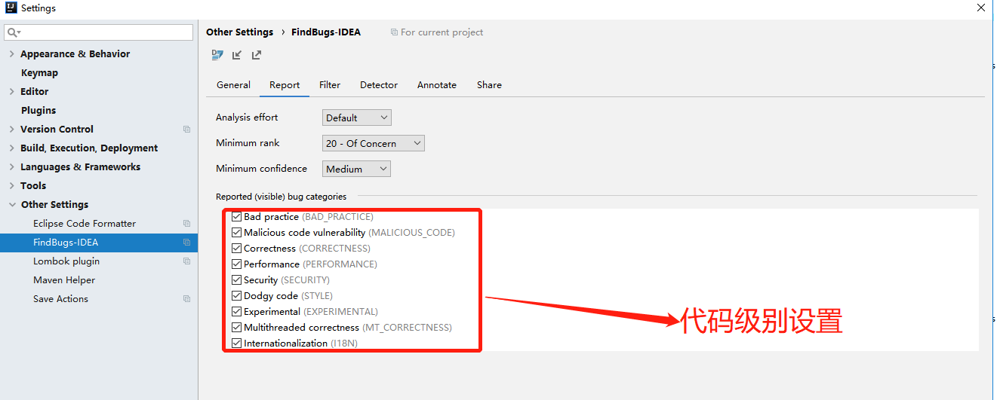 Settings
Other Settings › FindBugs-IDEA For current project
Appearance & Behavior
Keymap
Editor
Plugins
Version Control
Build, Execution, Deployment
Languages & Frameworks
Tools
Other Settings
Eclipse Code Formatter
FindBugs-IDEA
Lombok plugin
Maven Helper
Save Actions
General Report Filter Detector Annotate Share
Analysis effort Default
Minimum rank 20 - Of Concern
Minimum confidence Medium
Reported (visible) bug categories
Bad practice (BAD_PRACTICE)
Malicious code vulnerability (MALICIOUS_CODE)
Correctness (CORRECTNESS)
Performance (PERFORMANCE)
Security (SECURITY)
Dodgy code (STYLE)
Experimental (EXPERIMENTAL)
Multithreaded correctness (MT_CORRECTNESS)
Internationalization (I18N)
代码级别设置